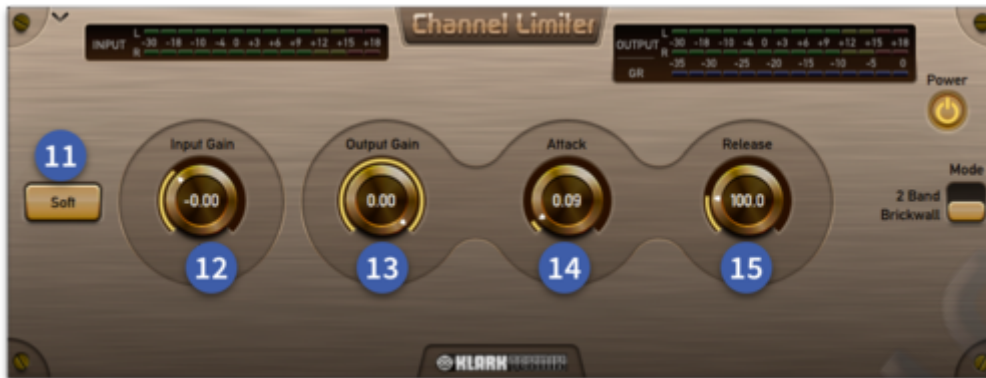 Channel Limiter
INPUT
L -30 -18 -10 -4 0 +3 +6 +9 +12 +15 +18
R
OUTPUT
L -30 -18 -10 -4 0 +3 +6 +9 +12 +15 +18
R
GR -35 -30 -25 -20 -15 -10 -5 0
Power
11
Soft
Input Gain
-0.00
12
Output Gain
0.00
13
Attack
0.09
14
Release
100.0
15
Mode
2 Band
Brickwall
KLARK